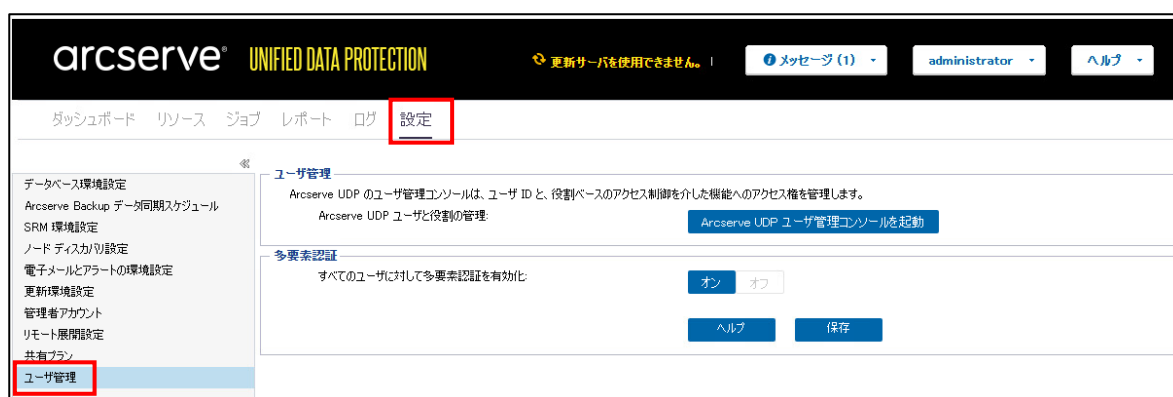 arcserve® UNIFIED DATA PROTECTION 更新サーバを使用できません。 | メッセージ (1) administrator ヘルプ
ダッシュボード リソース ジョブ レポート ログ 設定
データベース環境設定
Arcserve Backup データ同期スケジュール
SRM 環境設定
ノード ディスカバリ設定
電子メールとアラートの環境設定
更新環境設定
管理者アカウント
リモート展開設定
共有プラン
ユーザ管理
ユーザ管理
Arcserve UDP のユーザ管理コンソールは、ユーザ ID と、役割ベースのアクセス制御を介した機能へのアクセス権を管理します。
Arcserve UDP ユーザと役割の管理: Arcserve UDP ユーザ管理コンソールを起動
多要素認証
すべてのユーザに対して多要素認証を有効化: オン オフ
ヘルプ 保存